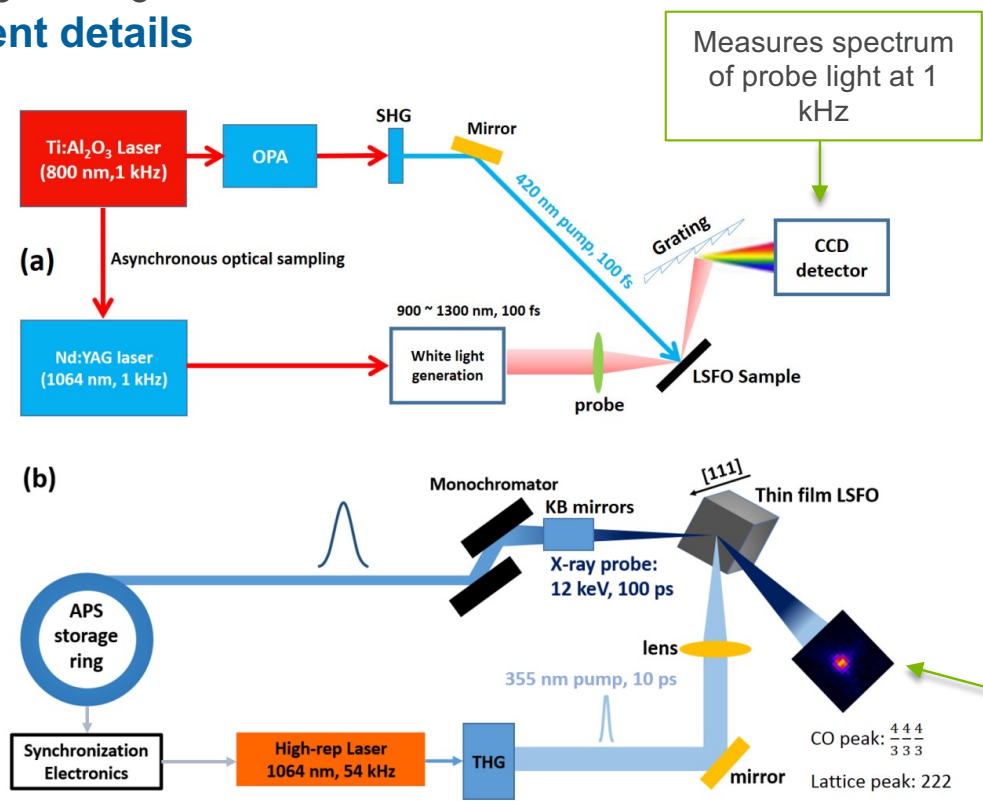 ent details
Measures spectrum
of probe light at 1
kHz
SHG
Mirror
Ti:Al₂O₃ Laser
(800 nm,1 kHz)
OPA
420 nm pump, 100 fs
Grating
CCD
detector
(a)
Asynchronous optical sampling
900 ~ 1300 nm, 100 fs
Nd:YAG laser
(1064 nm, 1 kHz)
White light
generation
LSFO Sample
probe
(b)
[111]
Monochromator
Thin film LSFO
KB mirrors
X-ray probe:
12 keV, 100 ps
APS
storage
ring
lens
355 nm pump, 10 ps
CO peak: 4/3 4/3 4/3
Synchronization
Electronics
High-rep Laser
1064 nm, 54 kHz
THG
Lattice peak: 222
mirror